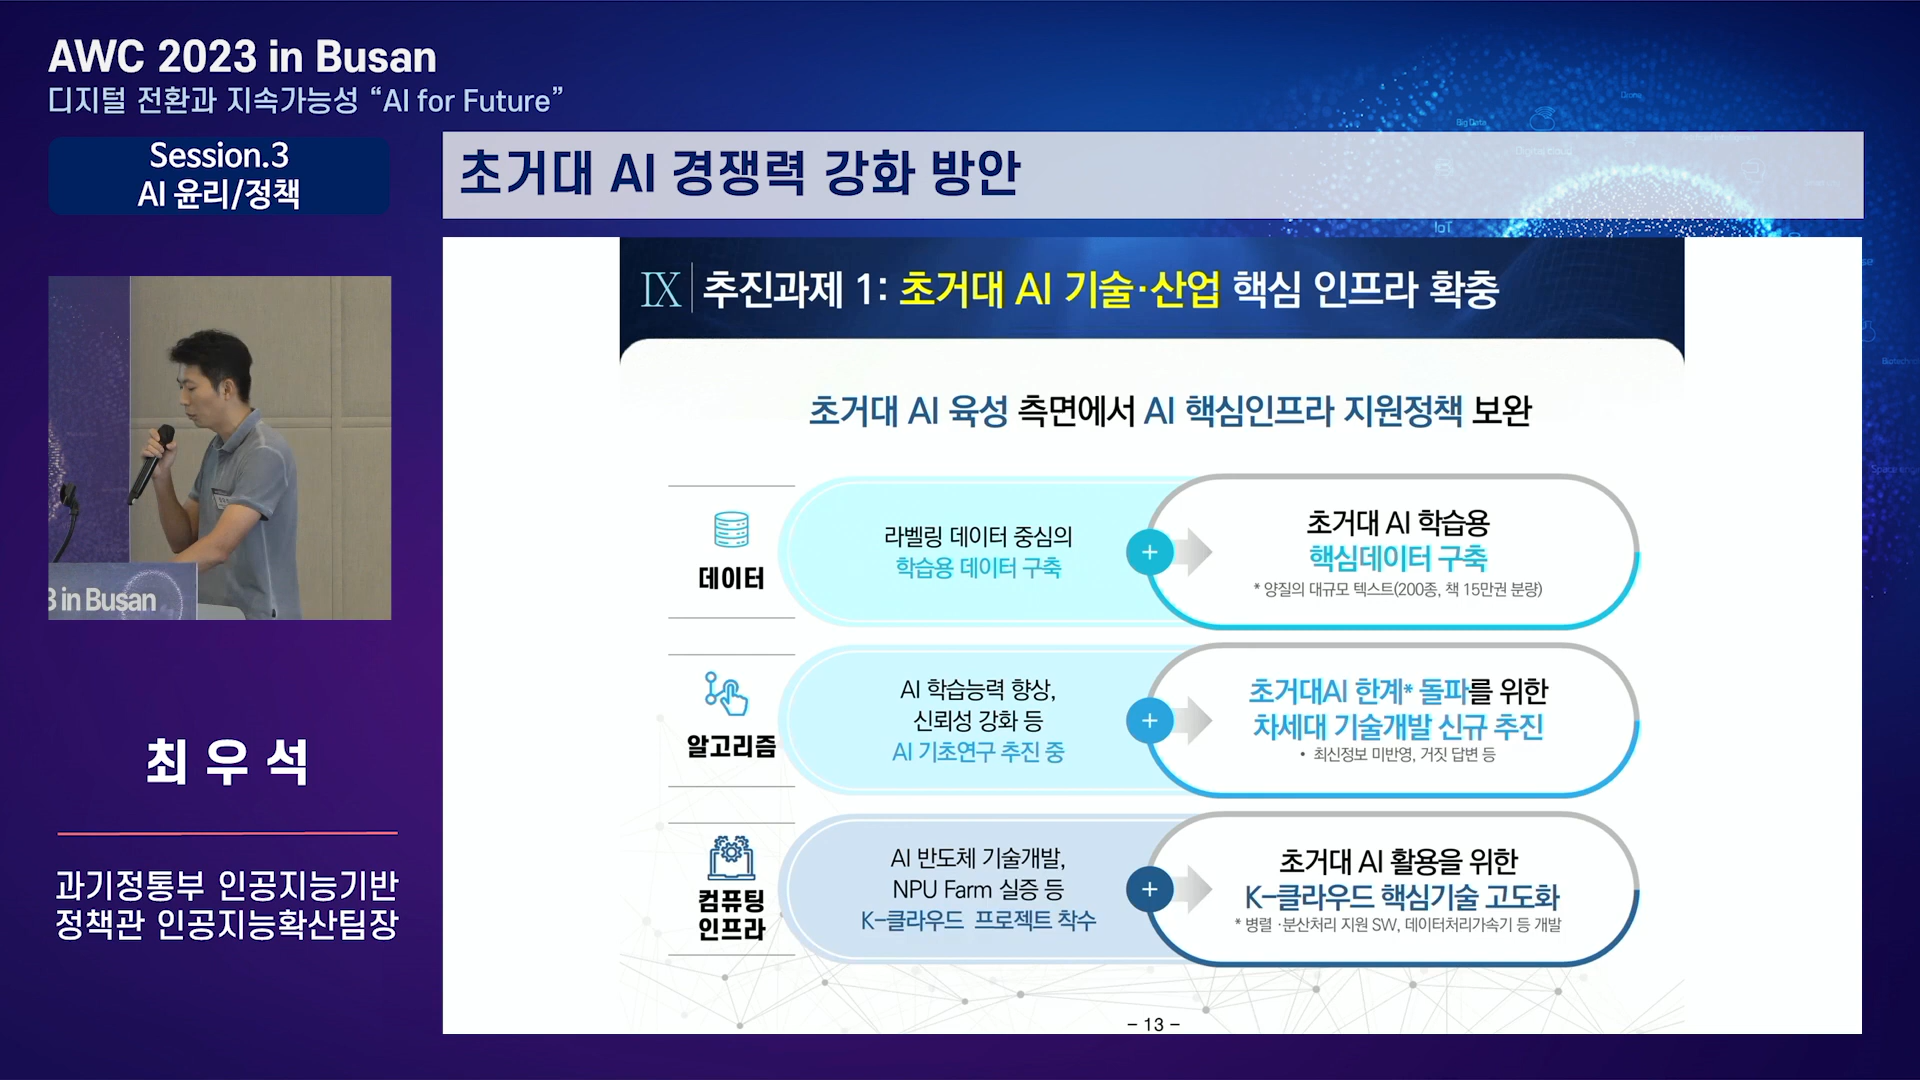 AWC 2023 in Busan
디지털 전환과 지속가능성 “AI for Future”
Session.3
AI 윤리/정책
초거대 AI 경쟁력 강화 방안
Big Data
Drone
Digital cloud
IoT
3 in Busan
최우석
과기정통부 인공지능기반
정책관 인공지능확산팀장
IX 추진과제 1: 초거대 AI 기술·산업 핵심 인프라 확충
초거대 AI 육성 측면에서 AI 핵심인프라 지원정책 보완
데이터
라벨링 데이터 중심의
학습용 데이터 구축
+
초거대 AI 학습용
핵심데이터 구축
* 양질의 대규모 텍스트(200종, 책 15만권 분량)
알고리즘
AI 학습능력 향상,
신뢰성 강화 등
AI 기초연구 추진 중
+
초거대AI 한계* 돌파를 위한
차세대 기술개발 신규 추진
• 최신정보 미반영, 거짓 답변 등
컴퓨팅
인프라
AI 반도체 기술개발,
NPU Farm 실증 등
K-클라우드 프로젝트 착수
+
초거대 AI 활용을 위한
K-클라우드 핵심기술 고도화
* 병렬·분산처리 지원 SW, 데이터처리가속기 등 개발
- 13 -